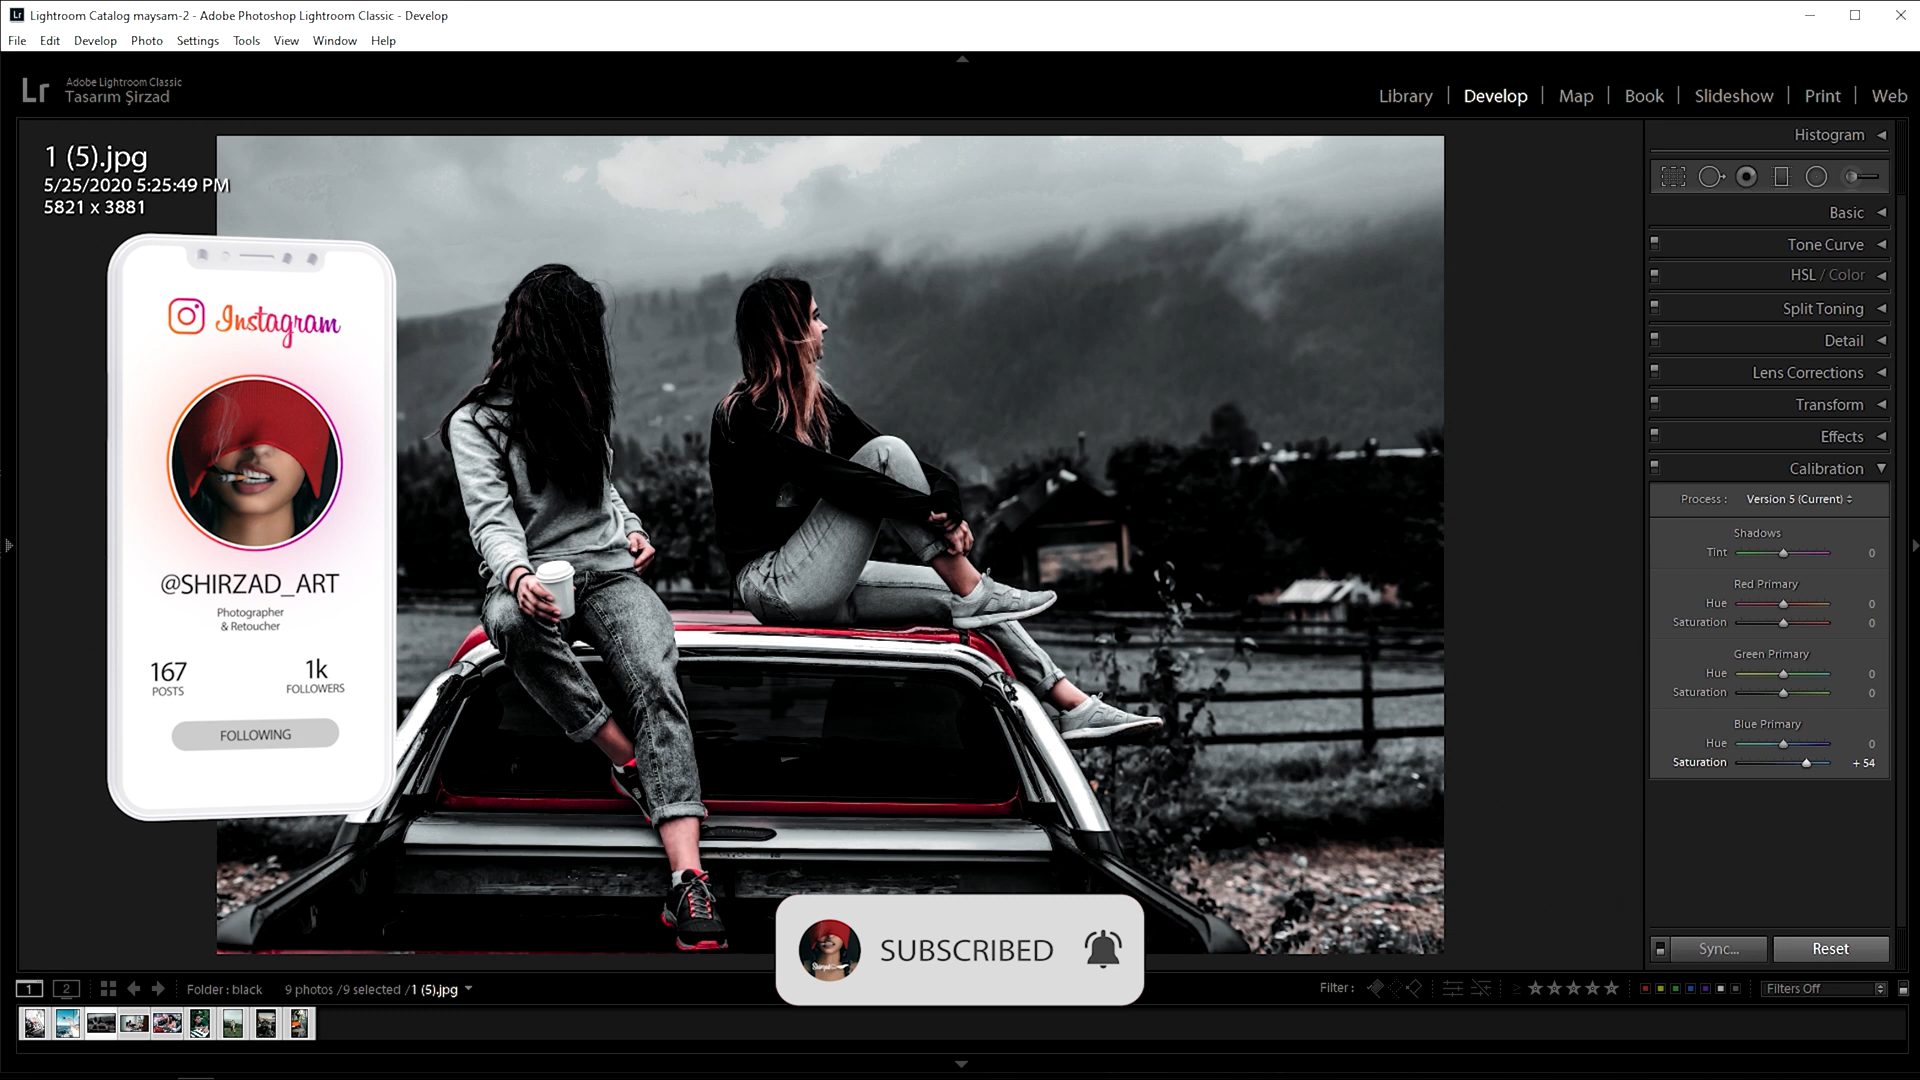 Lr Lightroom Catalog maysam-2 - Adobe Photoshop Lightroom Classic - Develop
File Edit Develop Photo Settings Tools View Window Help
Lr Adobe Lightroom Classic
Tasarım Şirzad
Library | Develop | Map | Book | Slideshow | Print | Web
1 (5).jpg
5/25/2020 5:25:49 PM
5821 x 3881
Instagram
@SHIRZAD_ART
Photographer
& Retoucher
167
POSTS
1k
FOLLOWERS
FOLLOWING
SUBSCRIBED
Histogram
Basic
Tone Curve
HSL / Color
Split Toning
Detail
Lens Corrections
Transform
Effects
Calibration
Process : Version 5 (Current)
Shadows
Tint 0
Red Primary
Hue 0
Saturation 0
Green Primary
Hue 0
Saturation 0
Blue Primary
Hue 0
Saturation + 54
Sync... Reset
1 2 Folder : black 9 photos /9 selected /1 (5).jpg
Filter : Filters Off